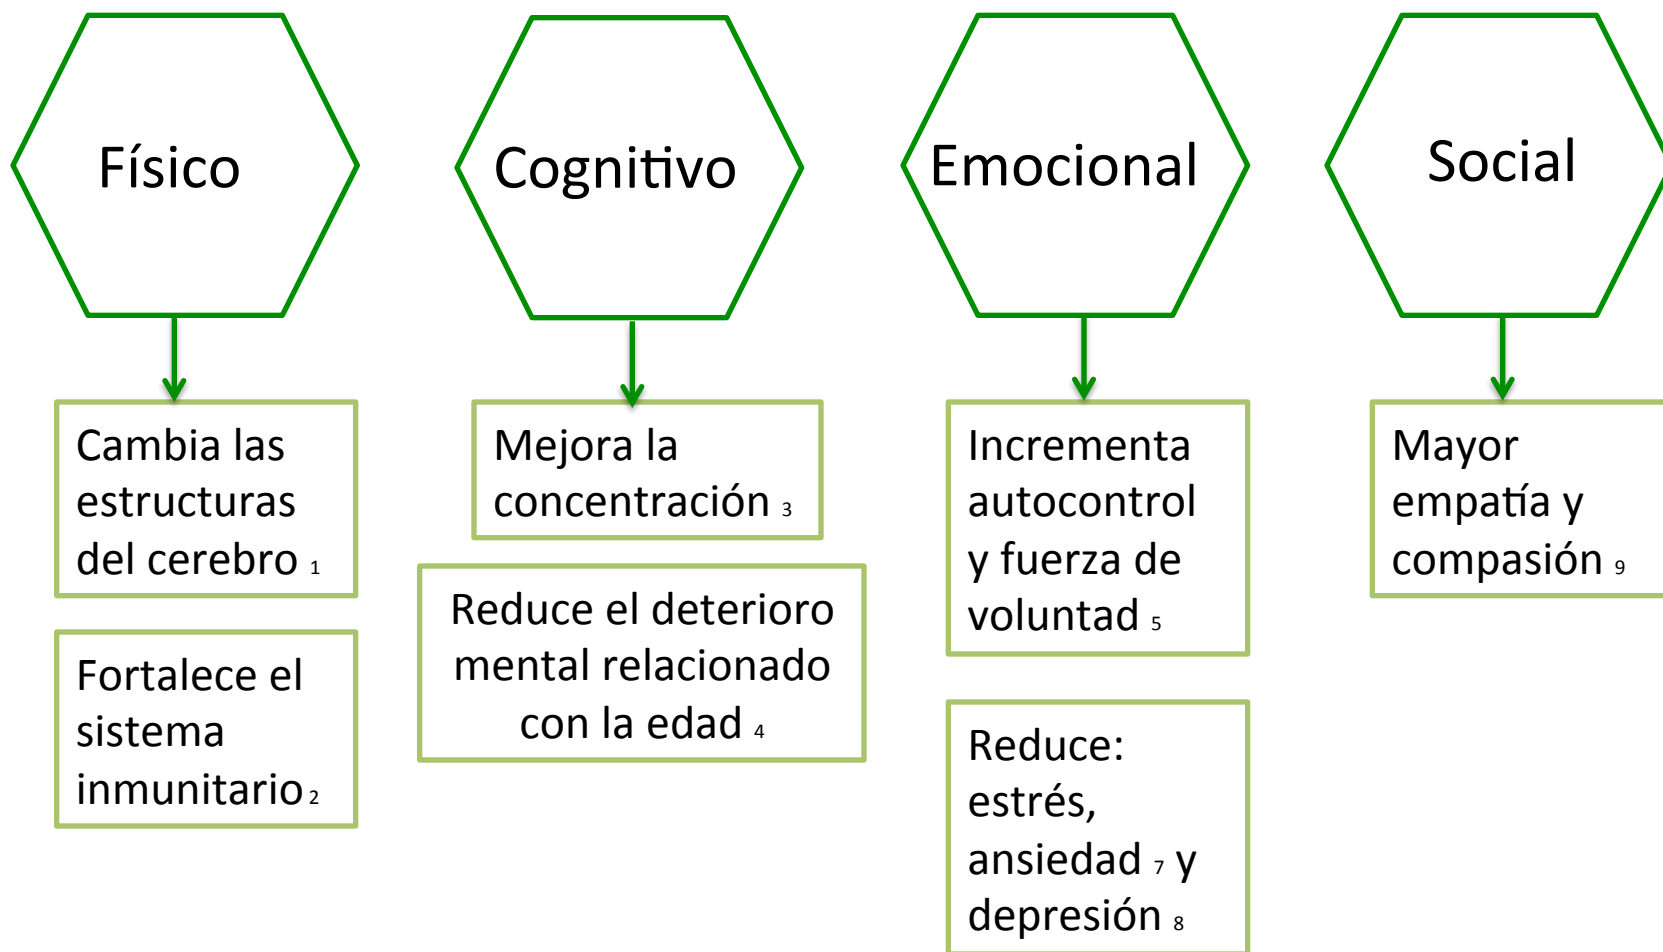 Físico
Cambia las
estructuras
del cerebro 1
Fortalece el
sistema
inmunitario 2
Cognitivo
Mejora la
concentración 3
Reduce el deterioro
mental relacionado
con la edad 4
Emocional
Incrementa
autocontrol
y fuerza de
voluntad 5
Reduce:
estrés,
ansiedad 7 y
depresión 8
Social
Mayor
empatía y
compasión 9